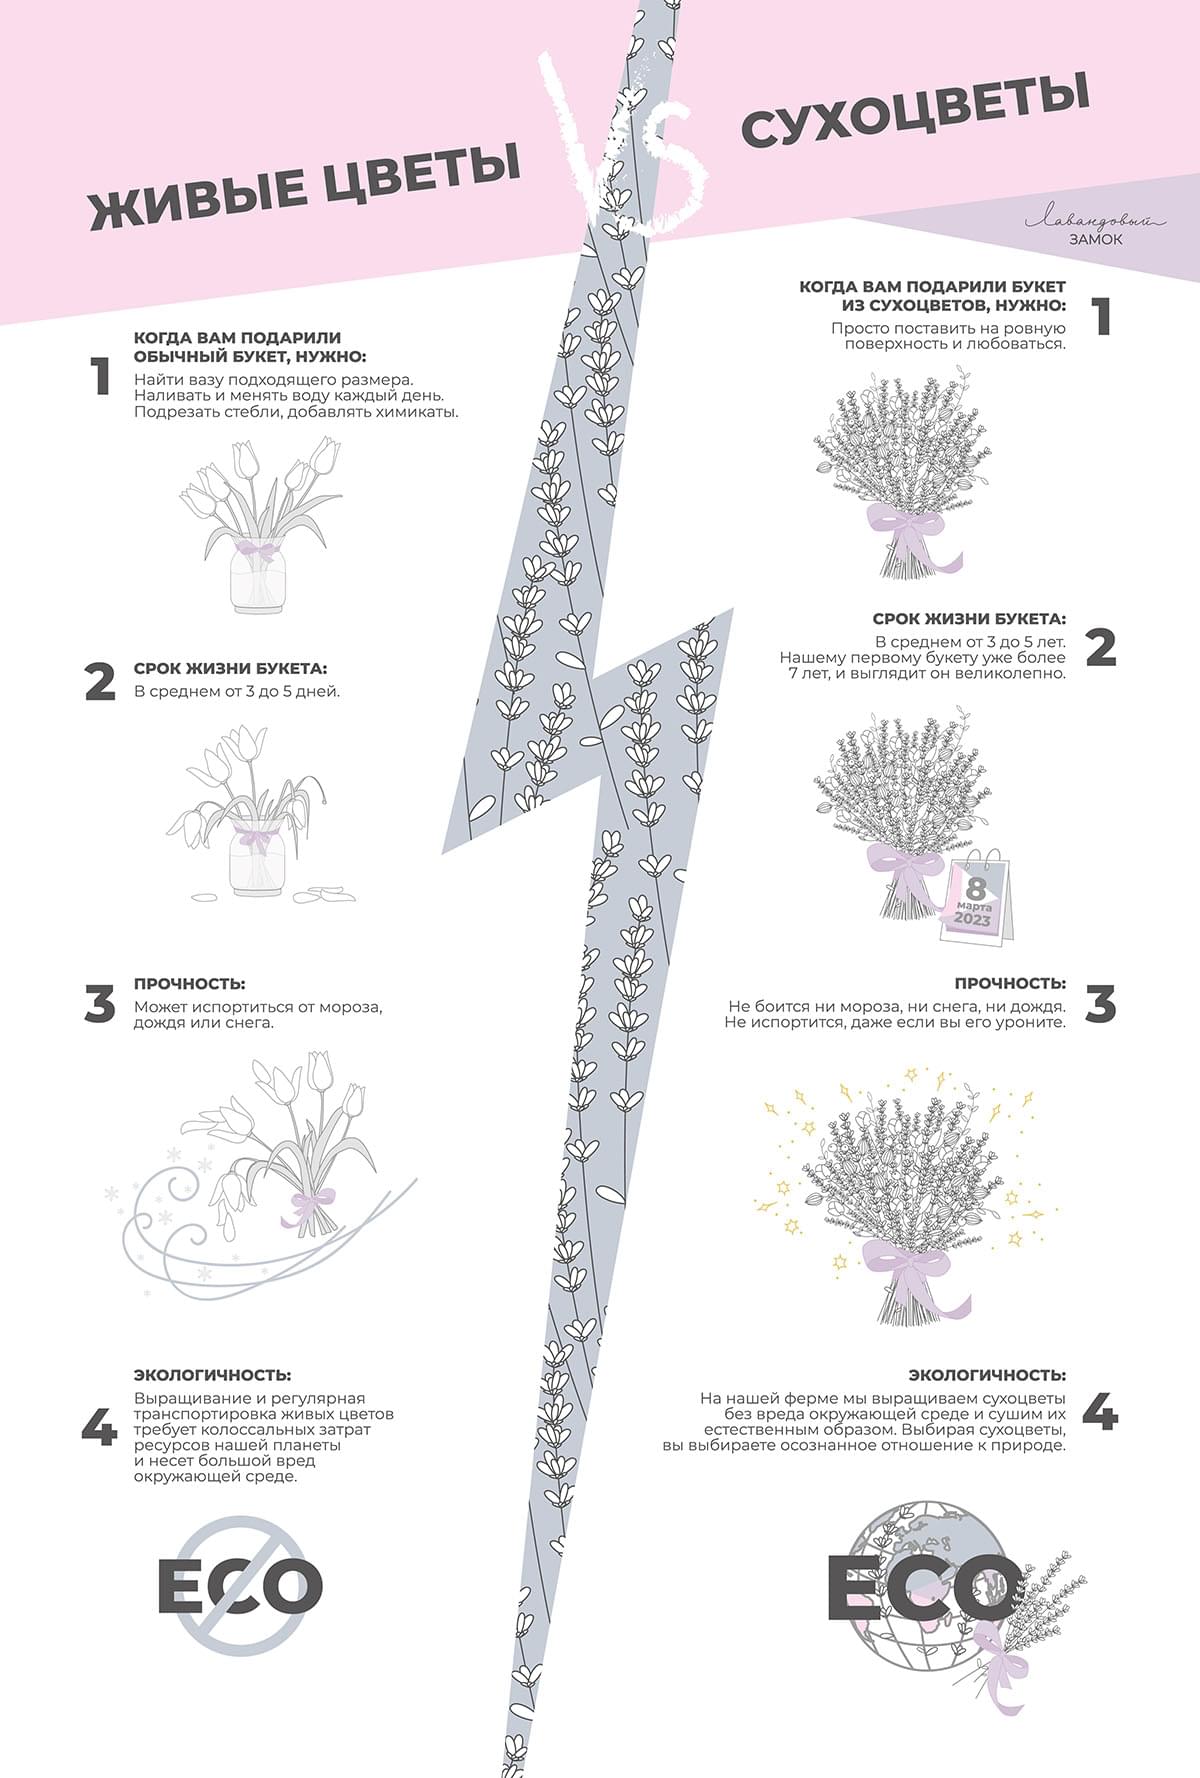 ЖИВЫЕ ЦВЕТЫ
VS
СУХОЦВЕТЫ
Лавандовый
ЗАМОК
1
КОГДА ВАМ ПОДАРИЛИ
ОБЫЧНЫЙ БУКЕТ, НУЖНО:
Найти вазу подходящего размера.
Наливать и менять воду каждый день.
Подрезать стебли, добавлять химикаты.
2
СРОК ЖИЗНИ БУКЕТА:
В среднем от 3 до 5 дней.
3
ПРОЧНОСТЬ:
Может испортиться от мороза,
дождя или снега.
4
ЭКОЛОГИЧНОСТЬ:
Выращивание и регулярная
транспортировка живых цветов
требует колоссальных затрат
ресурсов нашей планеты
и несет большой вред
окружающей среде.
ECO
КОГДА ВАМ ПОДАРИЛИ БУКЕТ
ИЗ СУХОЦВЕТОВ, НУЖНО:
1
Просто поставить на ровную
поверхность и любоваться.
СРОК ЖИЗНИ БУКЕТА:
2
В среднем от 3 до 5 лет.
Нашему первому букету уже более
7 лет, и выглядит он великолепно.
8
марта
2023
ПРОЧНОСТЬ:
3
Не боится ни мороза, ни снега, ни дождя.
Не испортится, даже если вы его уроните.
ЭКОЛОГИЧНОСТЬ:
4
На нашей ферме мы выращиваем сухоцветы
без вреда окружающей среде и сушим их
естественным образом. Выбирая сухоцветы,
вы выбираете осознанное отношение к природе.
ECO